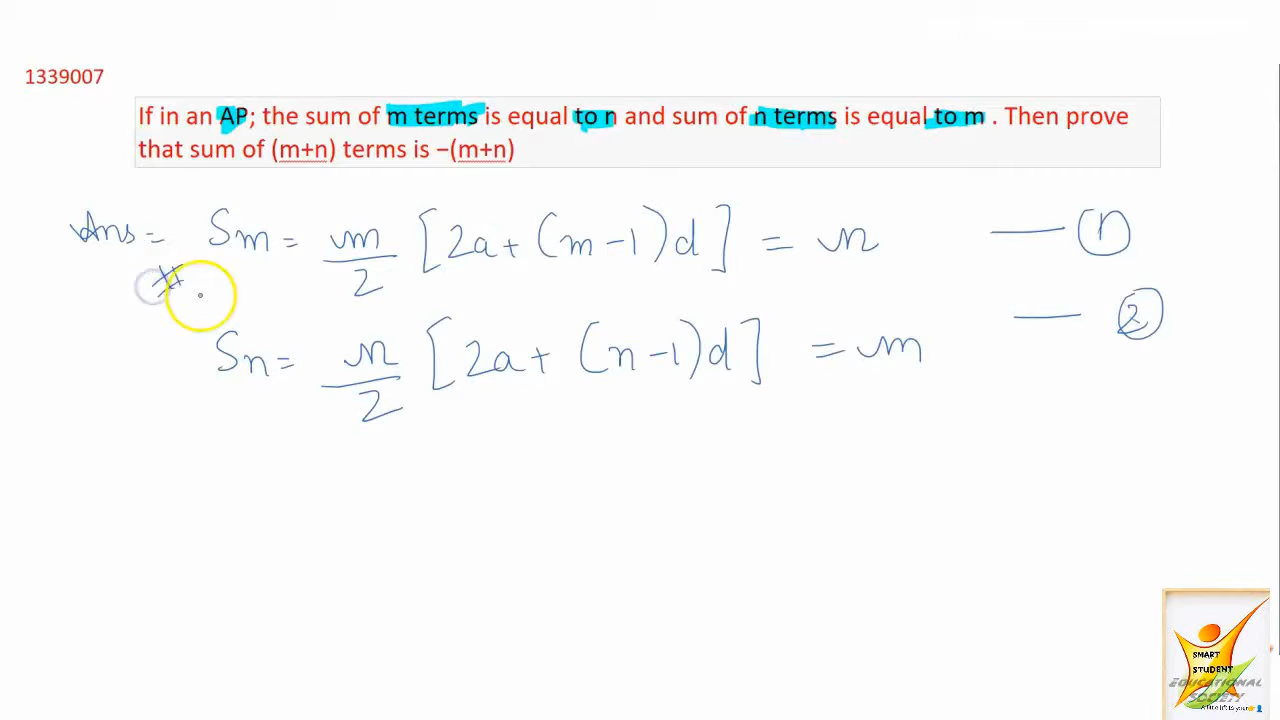 1339007
If in an AP; the sum of m terms is equal to n and sum of n terms is equal to m . Then prove
that sum of (m+n) terms is −(m+n)
Ans = Sm = m/2 [2a + (m-1)d] = n — ①
#
Sn = n/2 [2a + (n-1)d] = m — ②
SMART
STUDENT
EDUCATIONAL
SOCIETY